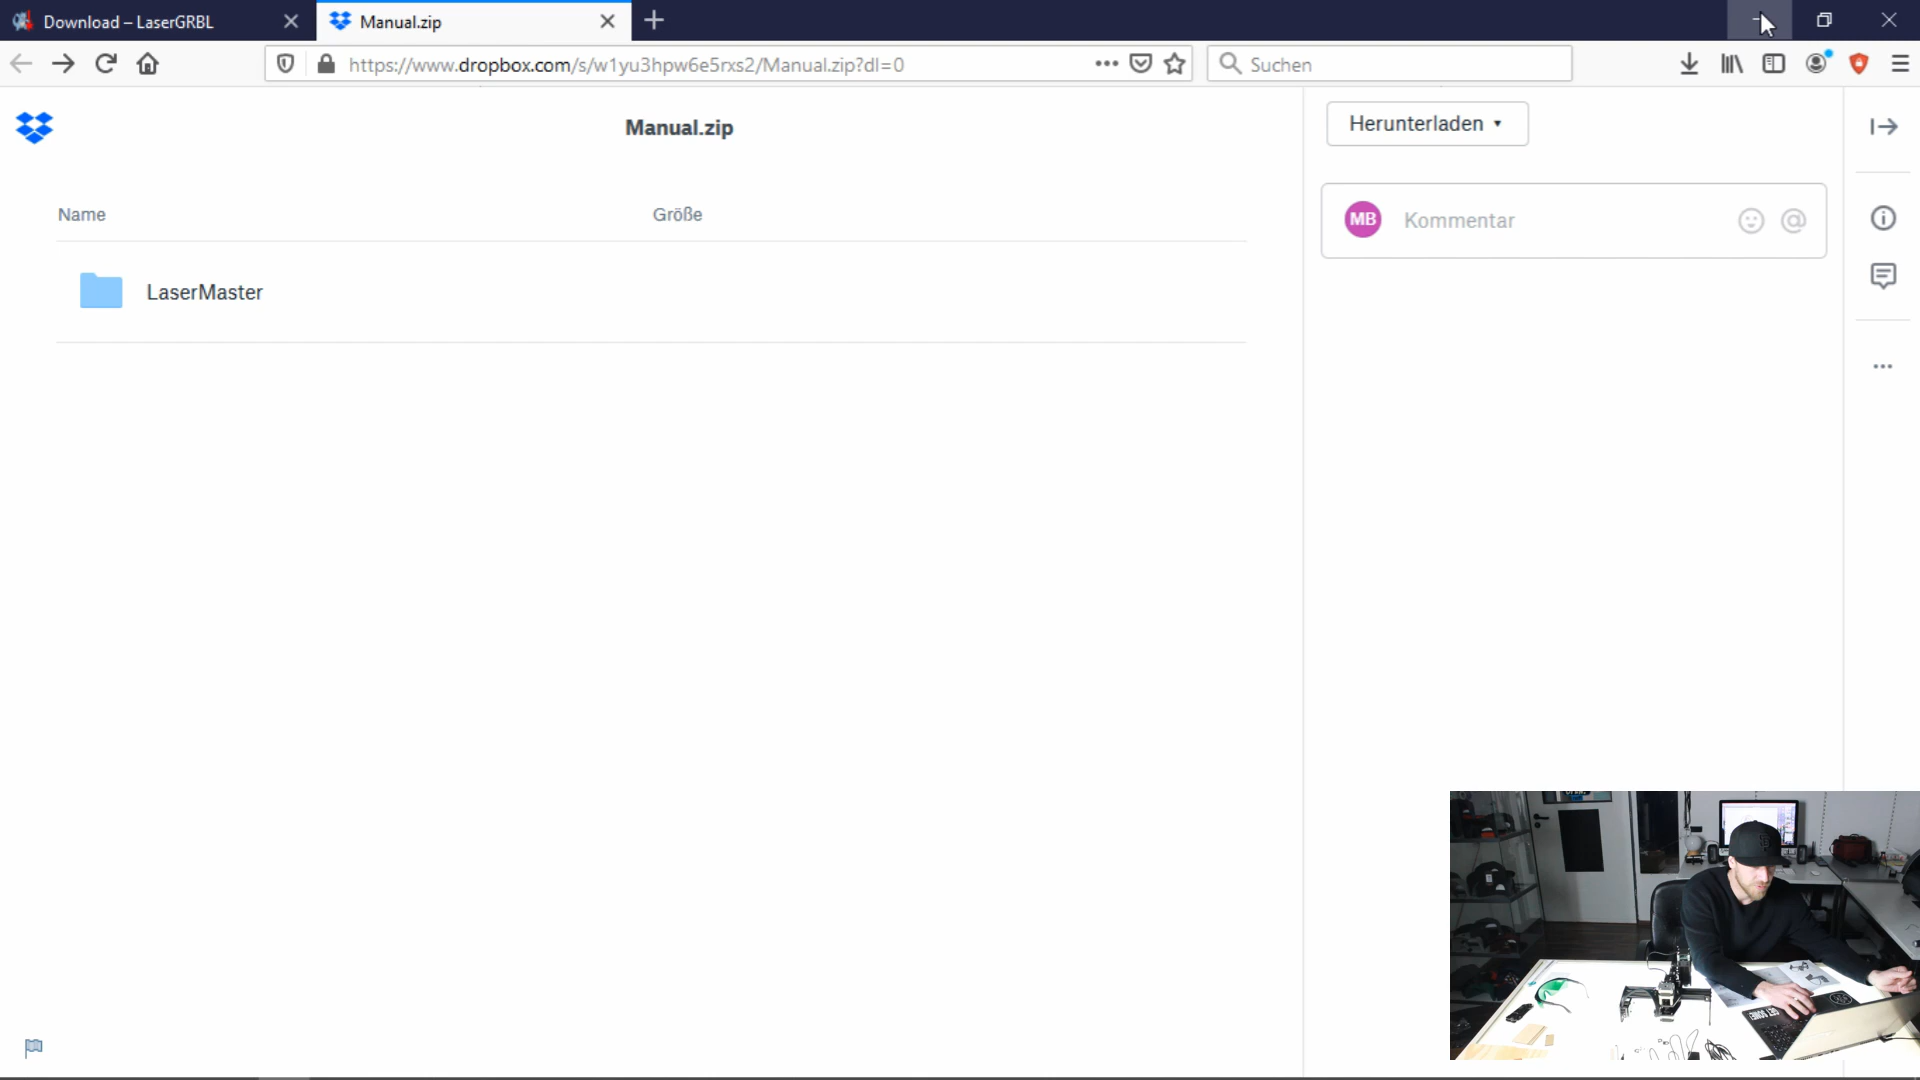 Download – LaserGRBL
Manual.zip
https://www.dropbox.com/s/w1yu3hpw6e5rxs2/Manual.zip?dl=0
Suchen
Manual.zip
Herunterladen
Name
Größe
MB
Kommentar
LaserMaster